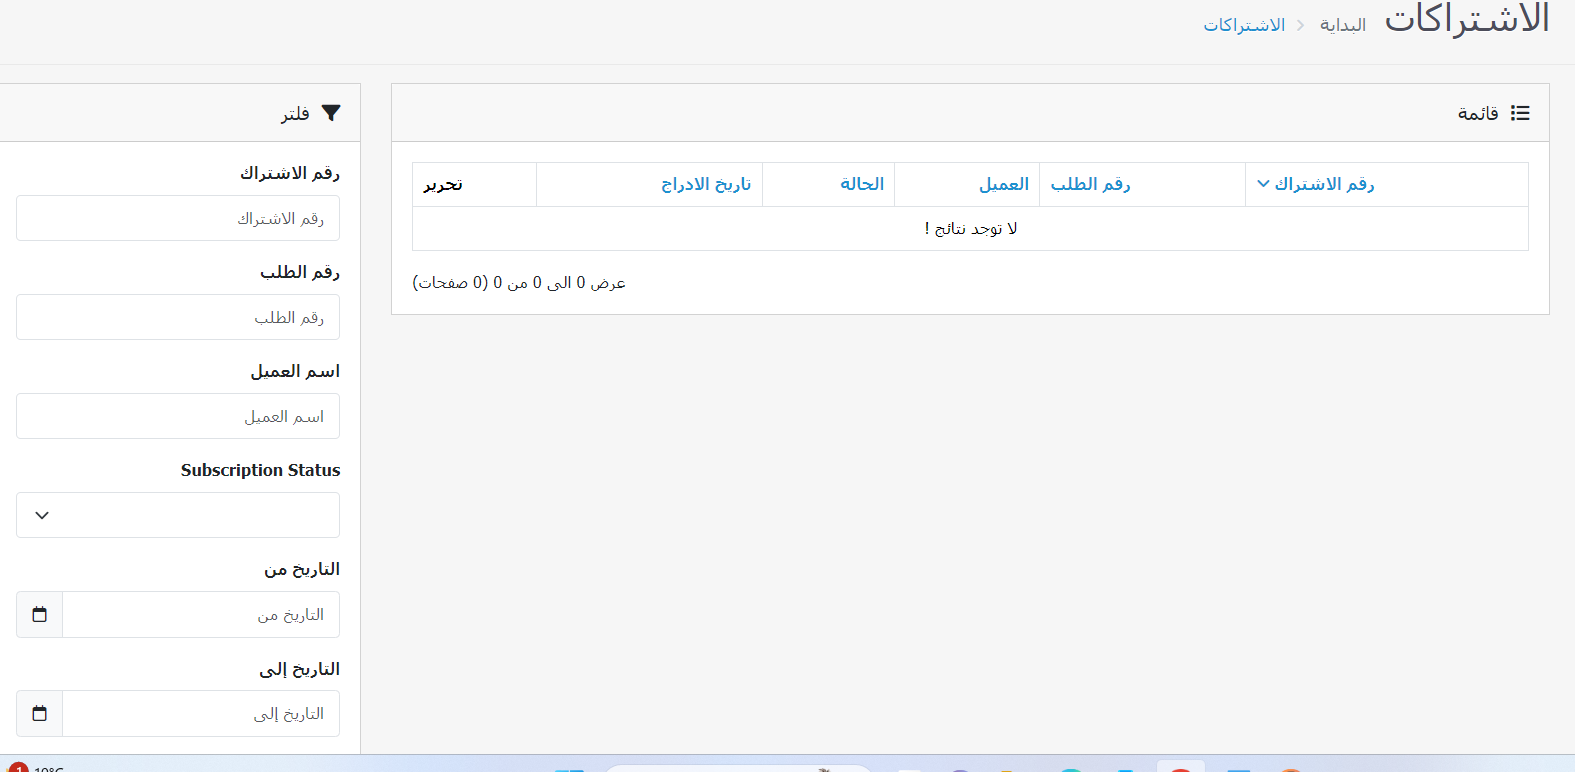 الاشتراكات
البداية
الاشتراكات
قائمة
رقم الاشتراك
رقم الطلب
العميل
الحالة
تاريخ الادراج
تحرير
لا توجد نتائج !
عرض 0 الى 0 من 0 (0 صفحات)
فلتر
رقم الاشتراك
رقم الاشتراك
رقم الطلب
رقم الطلب
اسم العميل
اسم العميل
Subscription Status
التاريخ من
التاريخ من
التاريخ إلى
التاريخ إلى
1